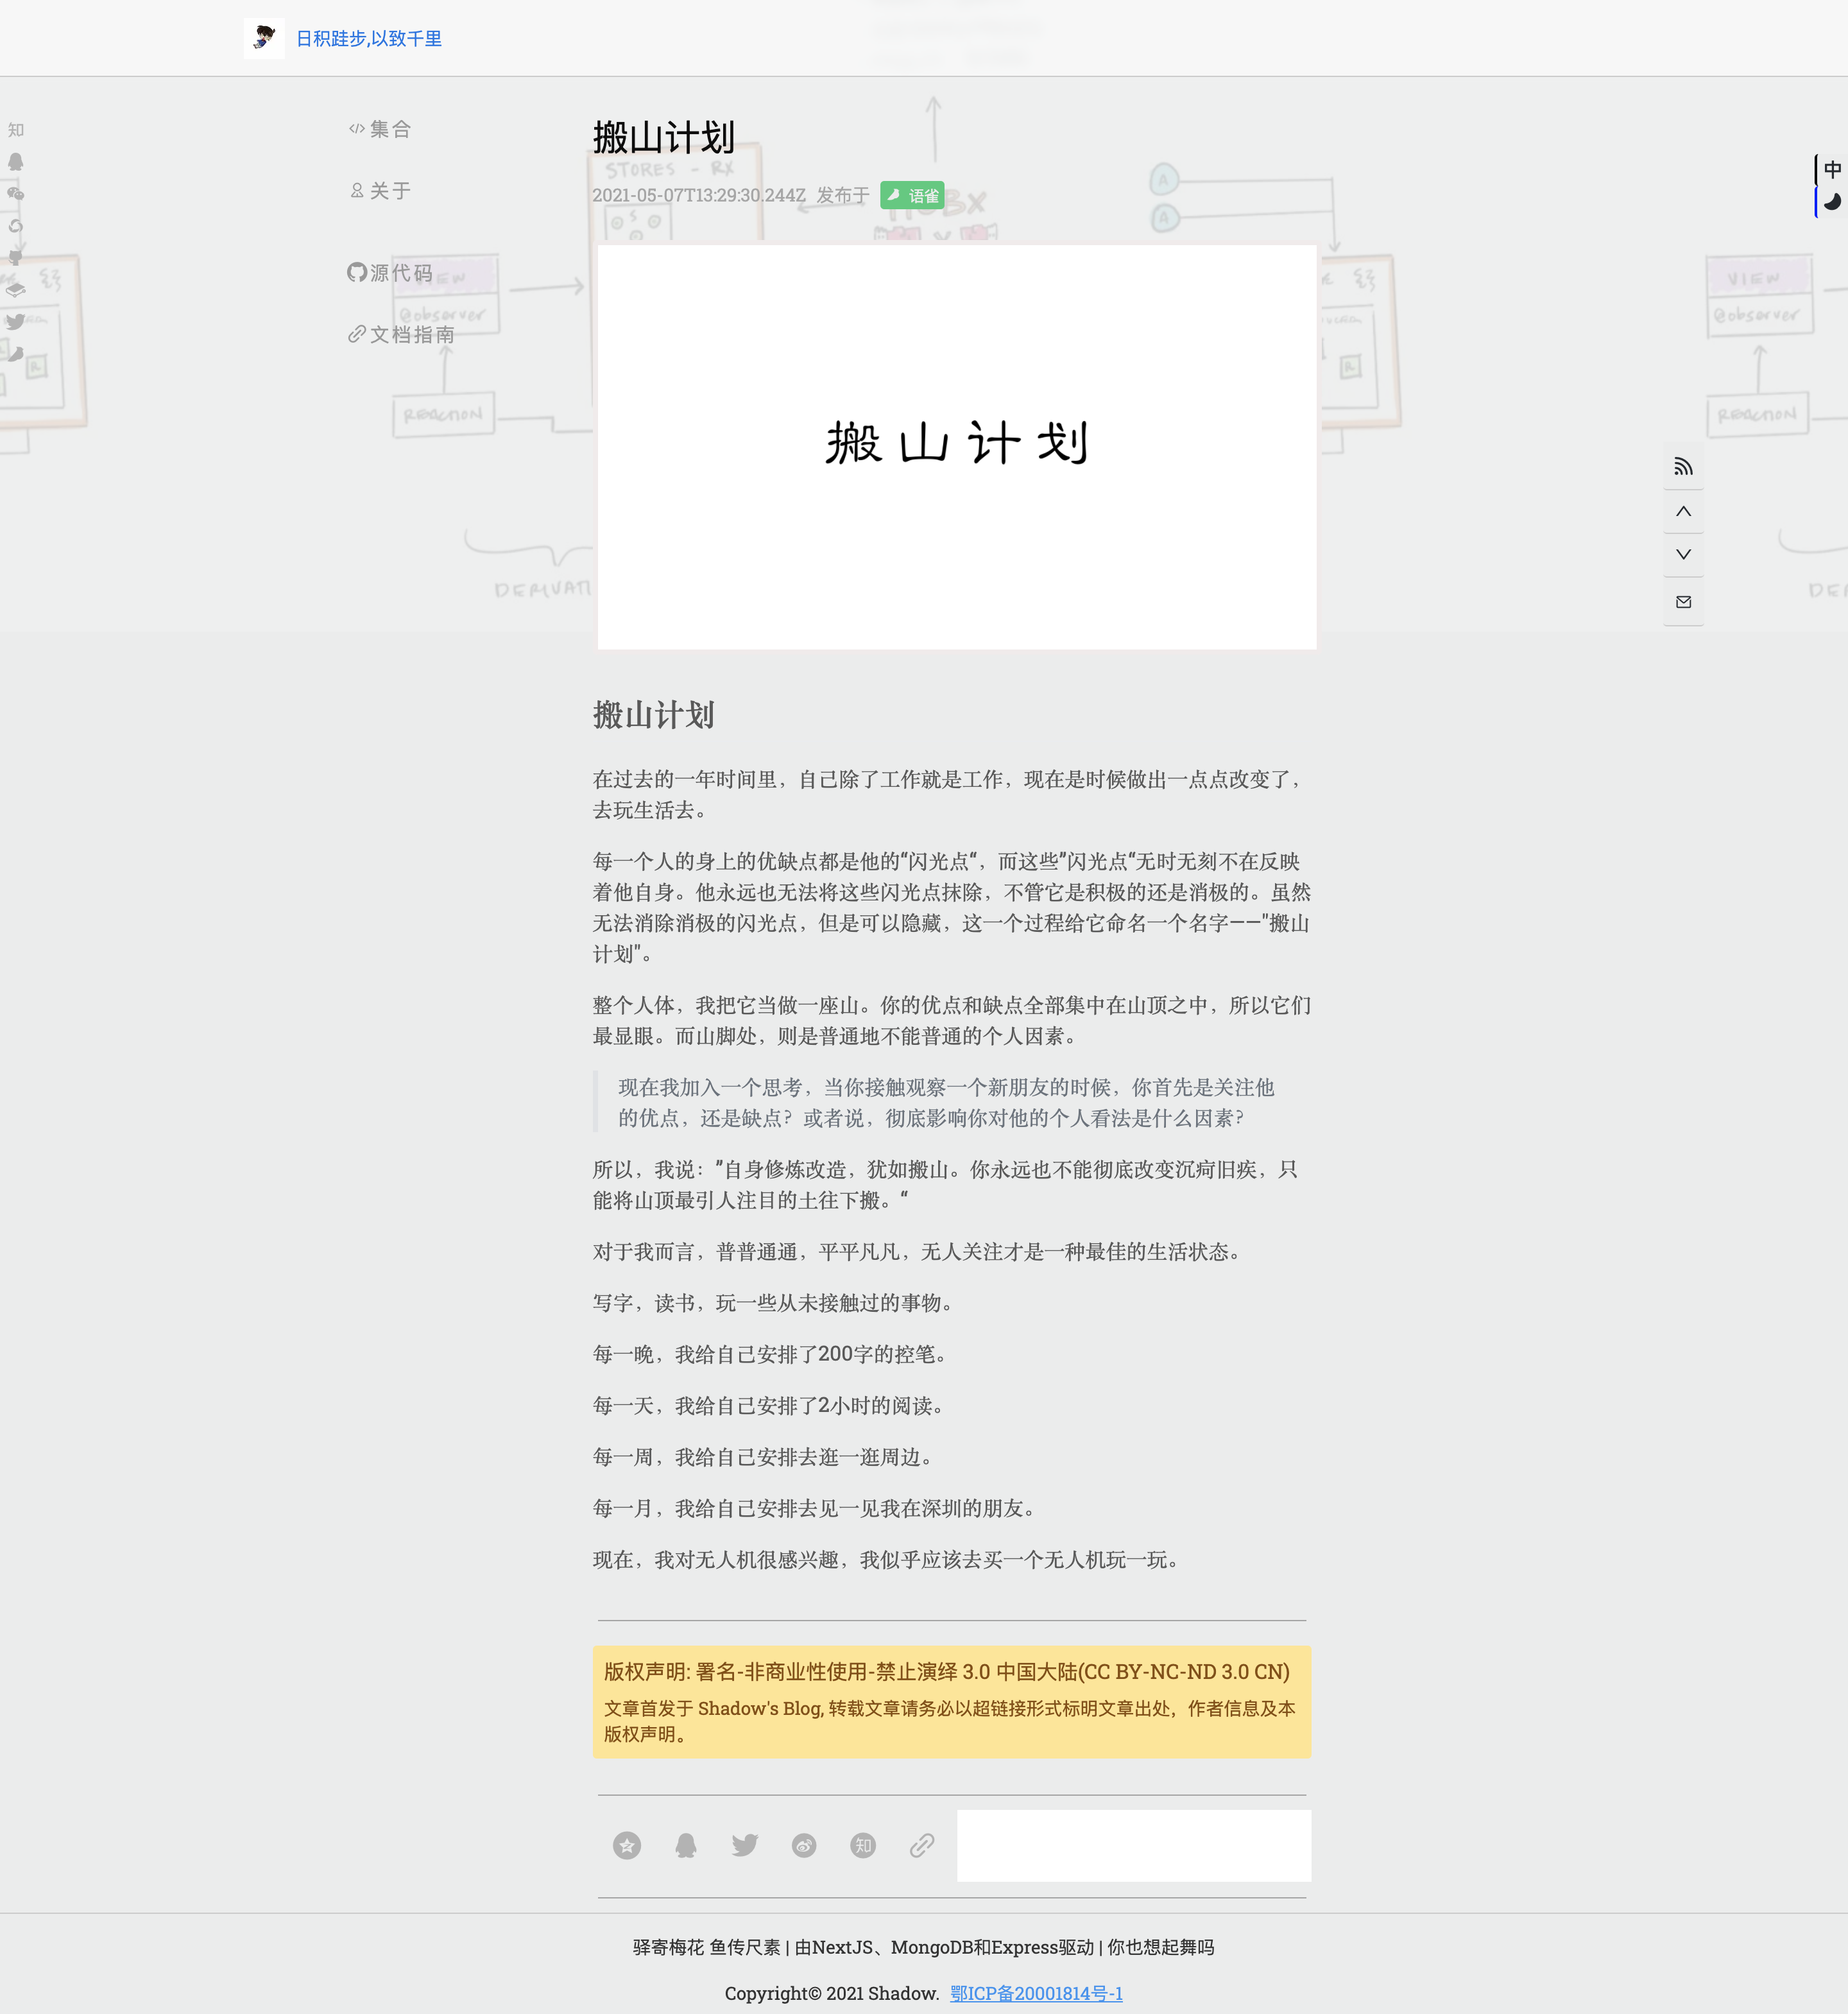 日积跬步,以致千里
知
集合
关于
源代码
文档指南
搬山计划
2021-05-07T13:29:30.244Z 发布于 语雀
中
STORES - RX
A
A
VIEW
@observer
REACTION
VIEW
@observer
REACTION
搬山计划
搬山计划
在过去的一年时间里，自己除了工作就是工作，现在是时候做出一点点改变了，
去玩生活去。
每一个人的身上的优缺点都是他的“闪光点“，而这些”闪光点“无时无刻不在反映
着他自身。他永远也无法将这些闪光点抹除，不管它是积极的还是消极的。虽然
无法消除消极的闪光点，但是可以隐藏，这一个过程给它命名一个名字——"搬山
计划"。
整个人体，我把它当做一座山。你的优点和缺点全部集中在山顶之中，所以它们
最显眼。而山脚处，则是普通地不能普通的个人因素。
现在我加入一个思考，当你接触观察一个新朋友的时候，你首先是关注他
的优点，还是缺点？或者说，彻底影响你对他的个人看法是什么因素？
所以，我说：”自身修炼改造，犹如搬山。你永远也不能彻底改变沉疴旧疾，只
能将山顶最引人注目的土往下搬。“
对于我而言，普普通通，平平凡凡，无人关注才是一种最佳的生活状态。
写字，读书，玩一些从未接触过的事物。
每一晚，我给自己安排了200字的控笔。
每一天，我给自己安排了2小时的阅读。
每一周，我给自己安排去逛一逛周边。
每一月，我给自己安排去见一见我在深圳的朋友。
现在，我对无人机很感兴趣，我似乎应该去买一个无人机玩一玩。
版权声明: 署名-非商业性使用-禁止演绎 3.0 中国大陆(CC BY-NC-ND 3.0 CN)
文章首发于 Shadow's Blog, 转载文章请务必以超链接形式标明文章出处，作者信息及本
版权声明。
知
驿寄梅花 鱼传尺素 | 由NextJS、MongoDB和Express驱动 | 你也想起舞吗
Copyright© 2021 Shadow. 鄂ICP备20001814号-1